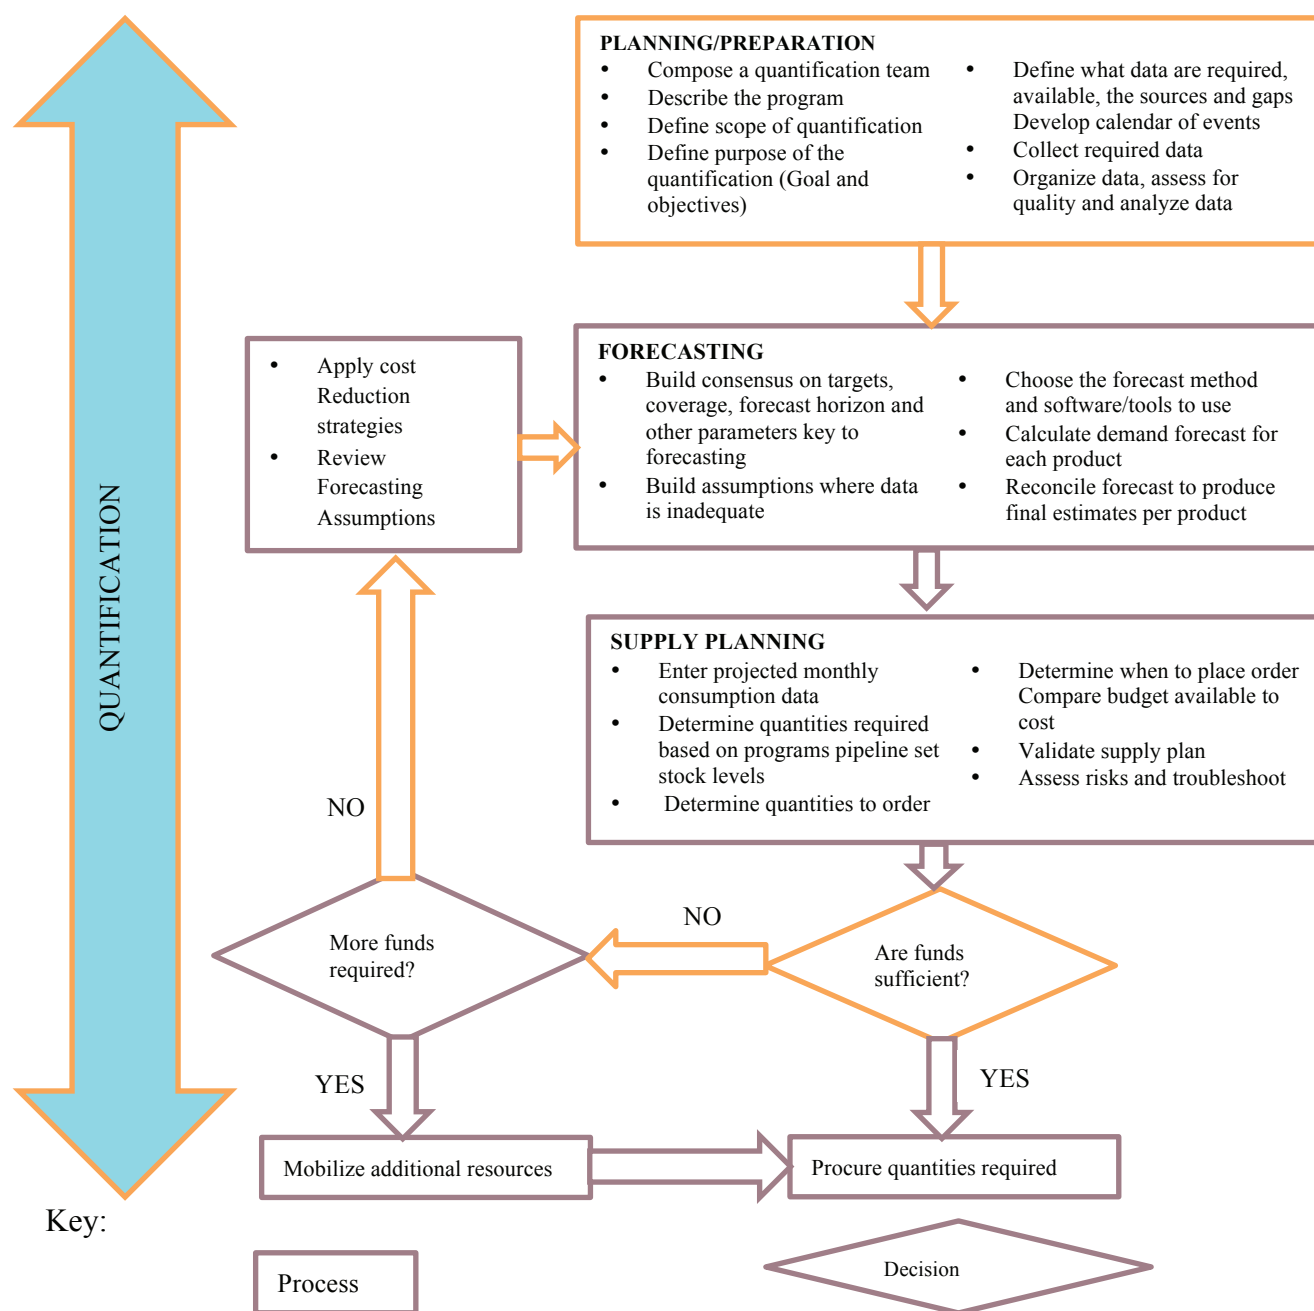 QUANTIFICATION
PLANNING/PREPARATION
• Compose a quantification team
• Describe the program
• Define scope of quantification
• Define purpose of the
quantification (Goal and
objectives)
• Define what data are required,
available, the sources and gaps
Develop calendar of events
• Collect required data
• Organize data, assess for
quality and analyze data
• Apply cost
Reduction
strategies
• Review
Forecasting
Assumptions
FORECASTING
• Build consensus on targets,
coverage, forecast horizon and
other parameters key to
forecasting
• Build assumptions where data
is inadequate
• Choose the forecast method
and software/tools to use
• Calculate demand forecast for
each product
• Reconcile forecast to produce
final estimates per product
SUPPLY PLANNING
• Enter projected monthly
consumption data
• Determine quantities required
based on programs pipeline set
stock levels
• Determine quantities to order
• Determine when to place order
Compare budget available to
cost
• Validate supply plan
• Assess risks and troubleshoot
NO
NO
More funds
required?
Are funds
sufficient?
YES
YES
Mobilize additional resources
Procure quantities required
Key:
Process
Decision